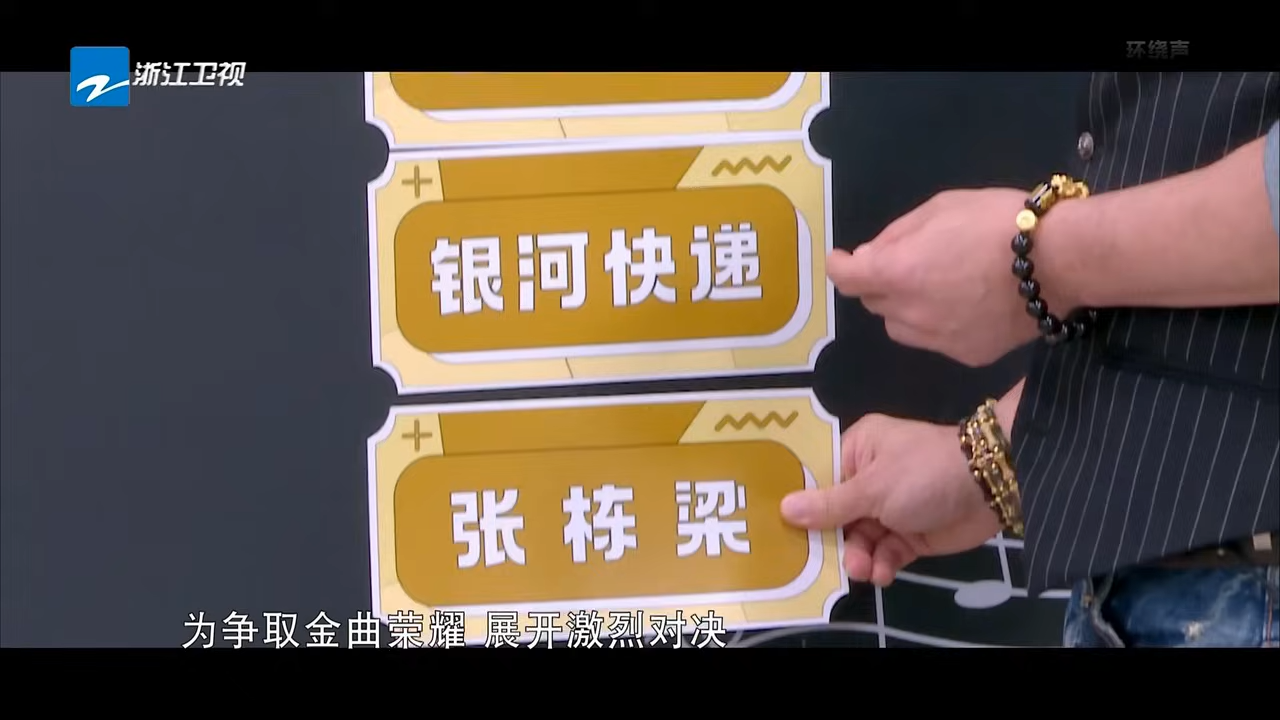 浙江卫视
环绕声
银河快递
张栋梁
为争取金曲荣耀 展开激烈对决